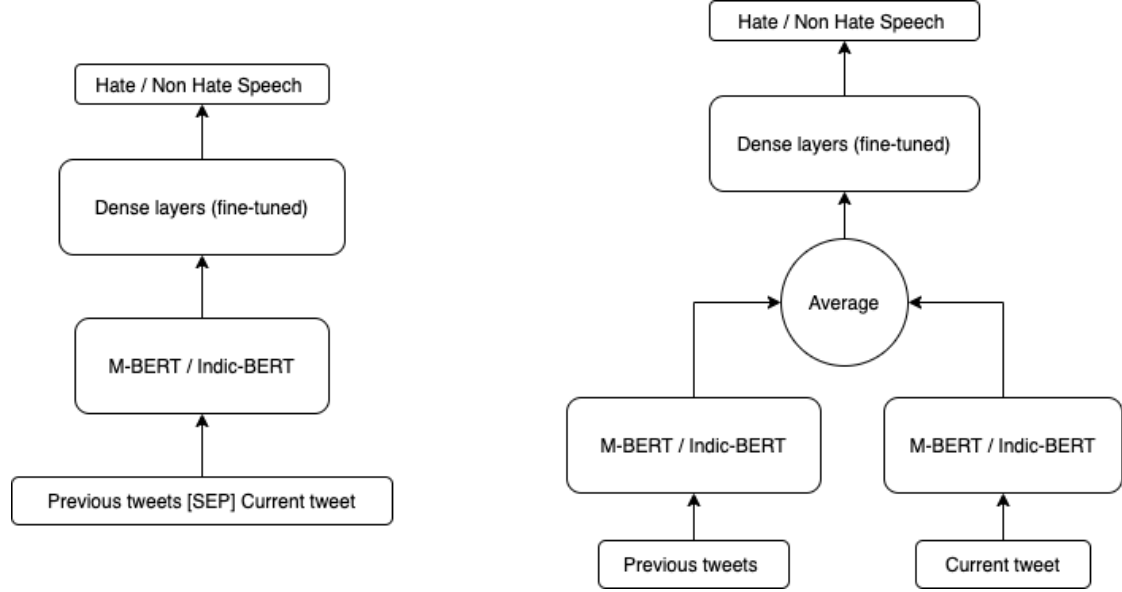 Hate / Non Hate Speech
Dense layers (fine-tuned)
M-BERT / Indic-BERT
Previous tweets [SEP] Current tweet
Hate / Non Hate Speech
Dense layers (fine-tuned)
Average
M-BERT / Indic-BERT
M-BERT / Indic-BERT
Previous tweets
Current tweet